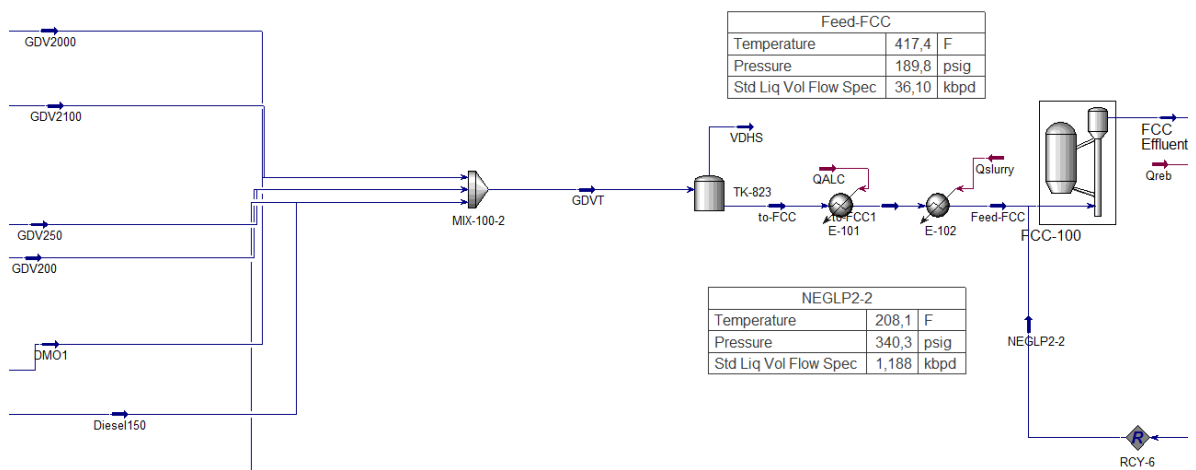 GDV2000
GDV2100
GDV250
GDV200
DMO1
Diesel150
MIX-100-2
GDVT
VDHS
TK-823
to-FCC
QALC
to-FCC1
E-101
Qslurry
E-102
Feed-FCC
FCC-100
FCC
Effluent
Qreb
NEGLP2-2
R
RCY-6
Feed-FCC
Temperature 417,4 F
Pressure 189,8 psig
Std Liq Vol Flow Spec 36,10 kbpd
NEGLP2-2
Temperature 208,1 F
Pressure 340,3 psig
Std Liq Vol Flow Spec 1,188 kbpd